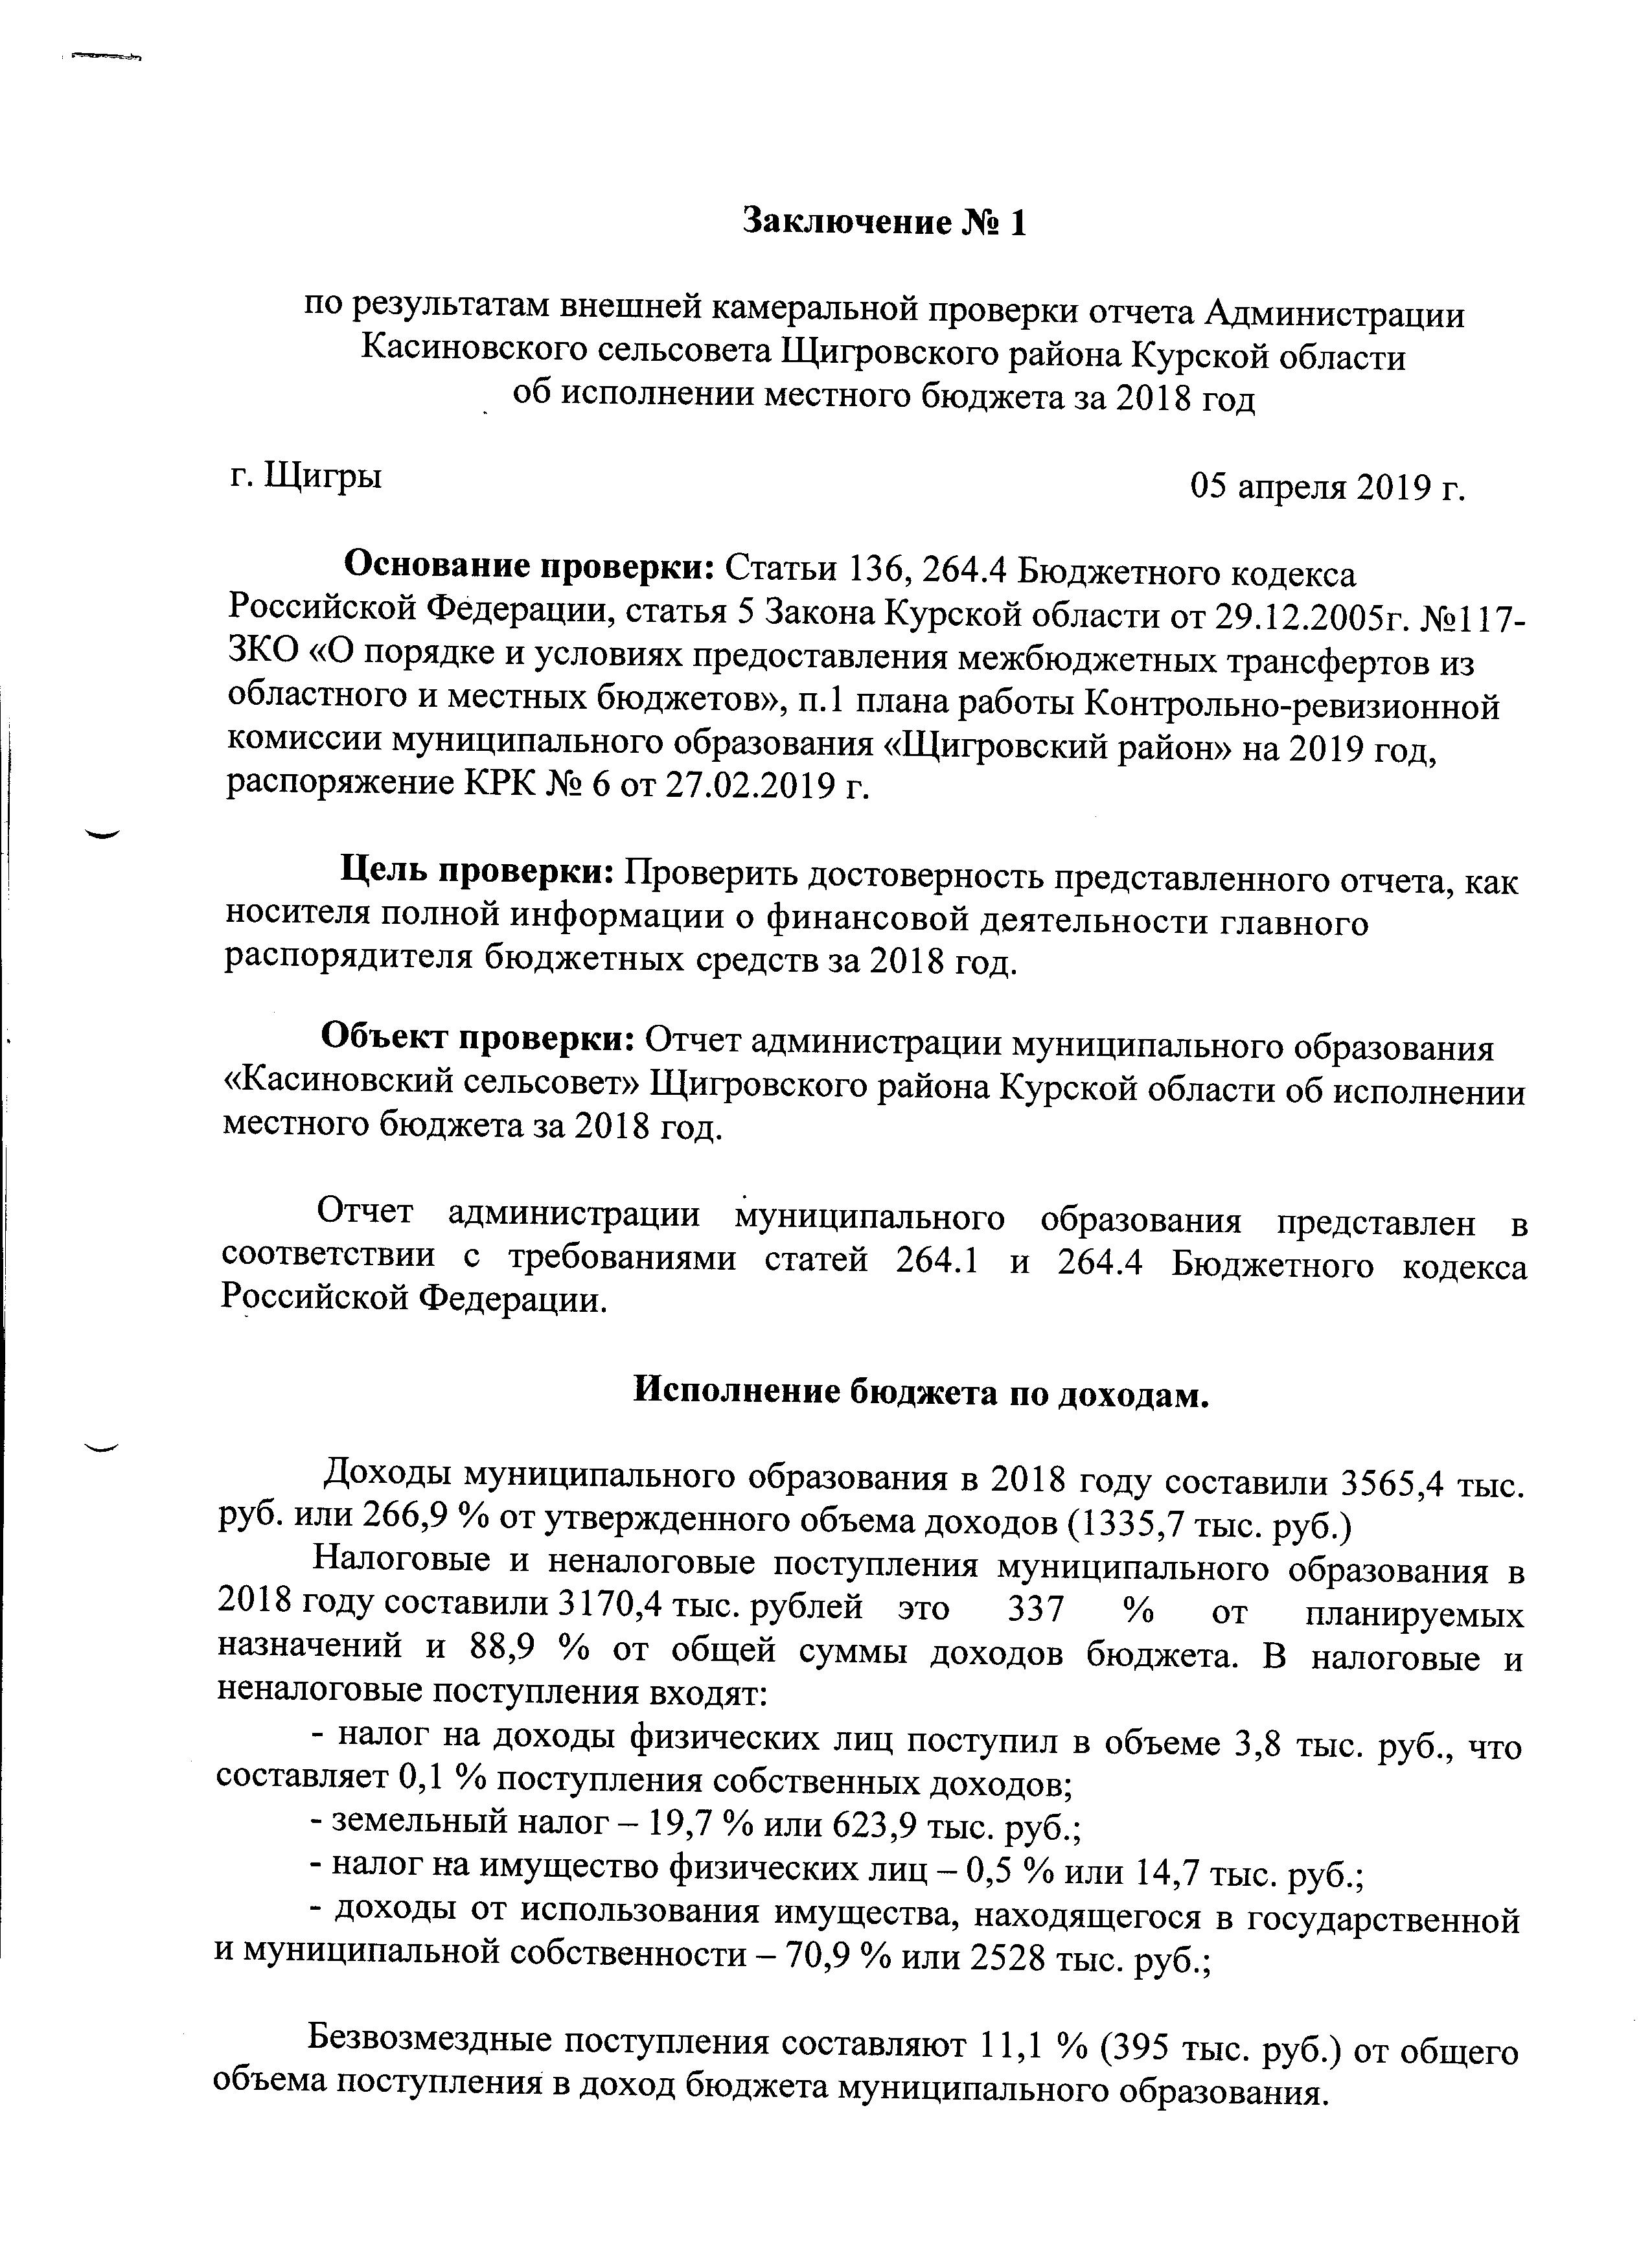 Заключение № 1
по результатам внешней камеральной проверки отчета Администрации
Касиновского сельсовета Щигровского района Курской области
об исполнении местного бюджета за 2018 год
г. Щигры 05 апреля 2019 г.
Основание проверки: Статьи 136, 264.4 Бюджетного кодекса
Российской Федерации, статья 5 Закона Курской области от 29.12.2005г. №117-
ЗКО «О порядке и условиях предоставления межбюджетных трансфертов из
областного и местных бюджетов», п.1 плана работы Контрольно-ревизионной
комиссии муниципального образования «Щигровский район» на 2019 год,
распоряжение КРК № 6 от 27.02.2019 г.
Цель проверки: Проверить достоверность представленного отчета, как
носителя полной информации о финансовой деятельности главного
распорядителя бюджетных средств за 2018 год.
Объект проверки: Отчет администрации муниципального образования
«Касиновский сельсовет» Щигровского района Курской области об исполнении
местного бюджета за 2018 год.
Отчет администрации муниципального образования представлен в
соответствии с требованиями статей 264.1 и 264.4 Бюджетного кодекса
Российской Федерации.
Исполнение бюджета по доходам.
Доходы муниципального образования в 2018 году составили 3565,4 тыс.
руб. или 266,9 % от утвержденного объема доходов (1335,7 тыс. руб.)
Налоговые и неналоговые поступления муниципального образования в
2018 году составили 3170,4 тыс. рублей это 337 % от планируемых
назначений и 88,9 % от общей суммы доходов бюджета. В налоговые и
неналоговые поступления входят:
- налог на доходы физических лиц поступил в объеме 3,8 тыс. руб., что
составляет 0,1 % поступления собственных доходов;
- земельный налог – 19,7 % или 623,9 тыс. руб.;
- налог на имущество физических лиц – 0,5 % или 14,7 тыс. руб.;
- доходы от использования имущества, находящегося в государственной
и муниципальной собственности – 70,9 % или 2528 тыс. руб.;
Безвозмездные поступления составляют 11,1 % (395 тыс. руб.) от общего
объема поступления в доход бюджета муниципального образования.